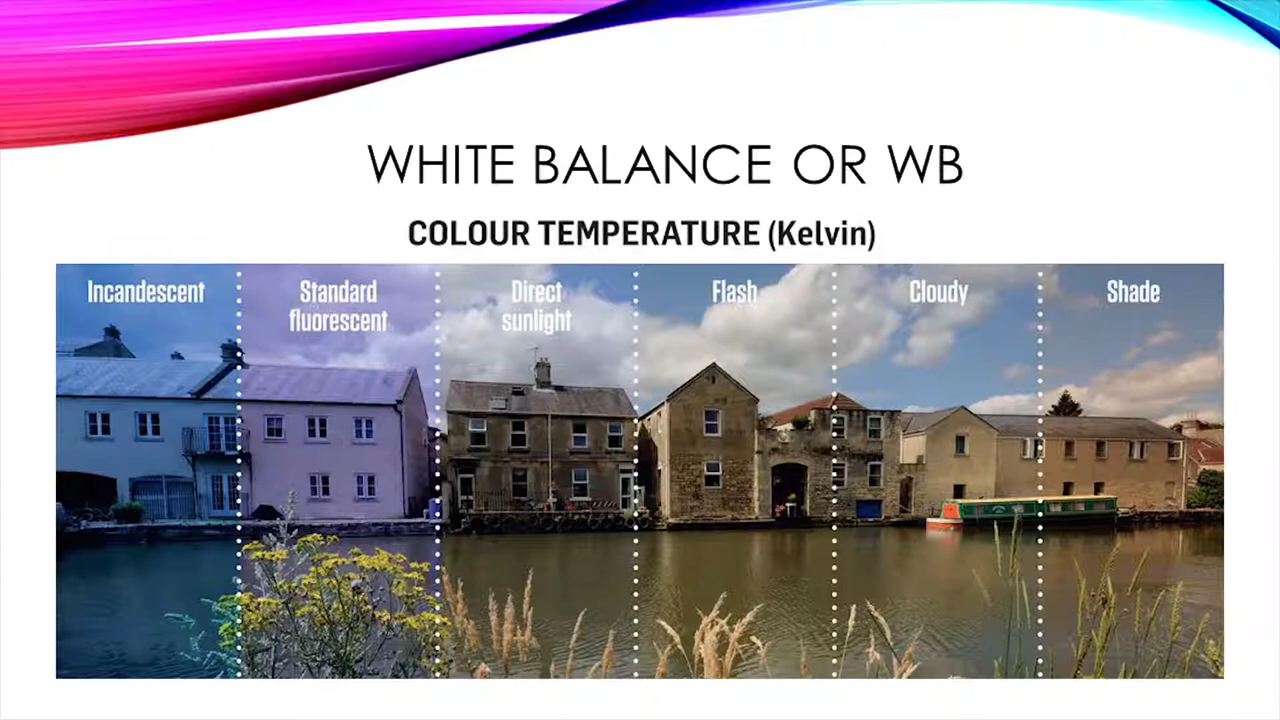 WHITE BALANCE OR WB
COLOUR TEMPERATURE (Kelvin)
Incandescent
Standard
fluorescent
Direct
sunlight
Flash
Cloudy
Shade